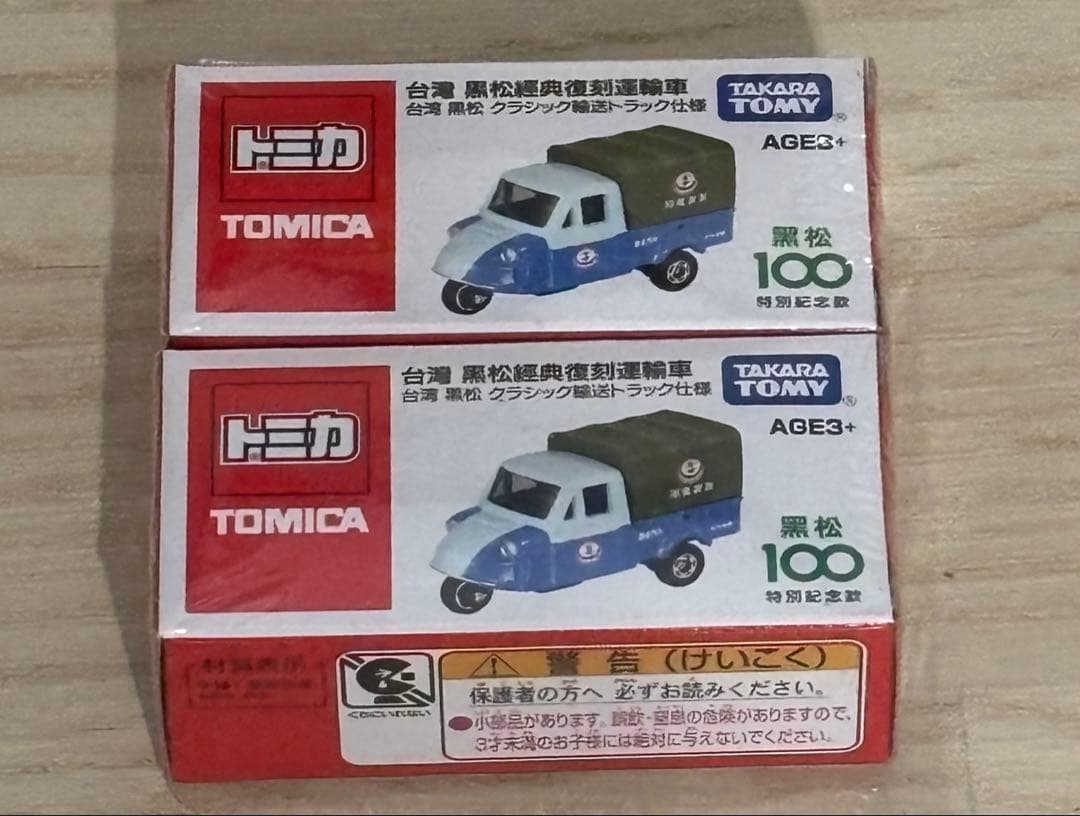 台灣 黑松經典復刻運輸車
台湾 黒松 クラシック輸送トラック仕様
TAKARA
TOMY
AGE3+
トミカ
TOMICA
黑松
100
特別記念款
台灣 黑松經典復刻運輸車
台湾 黒松 クラシック輸送トラック仕様
TAKARA
TOMY
AGE3+
トミカ
TOMICA
黑松
100
特別記念款
警告(けいこく)
保護者の方へ 必ずお読みください。
●小部品があります。誤飲・窒息の危険がありますので、
3才未満のお子様には絶対に与えないでください。